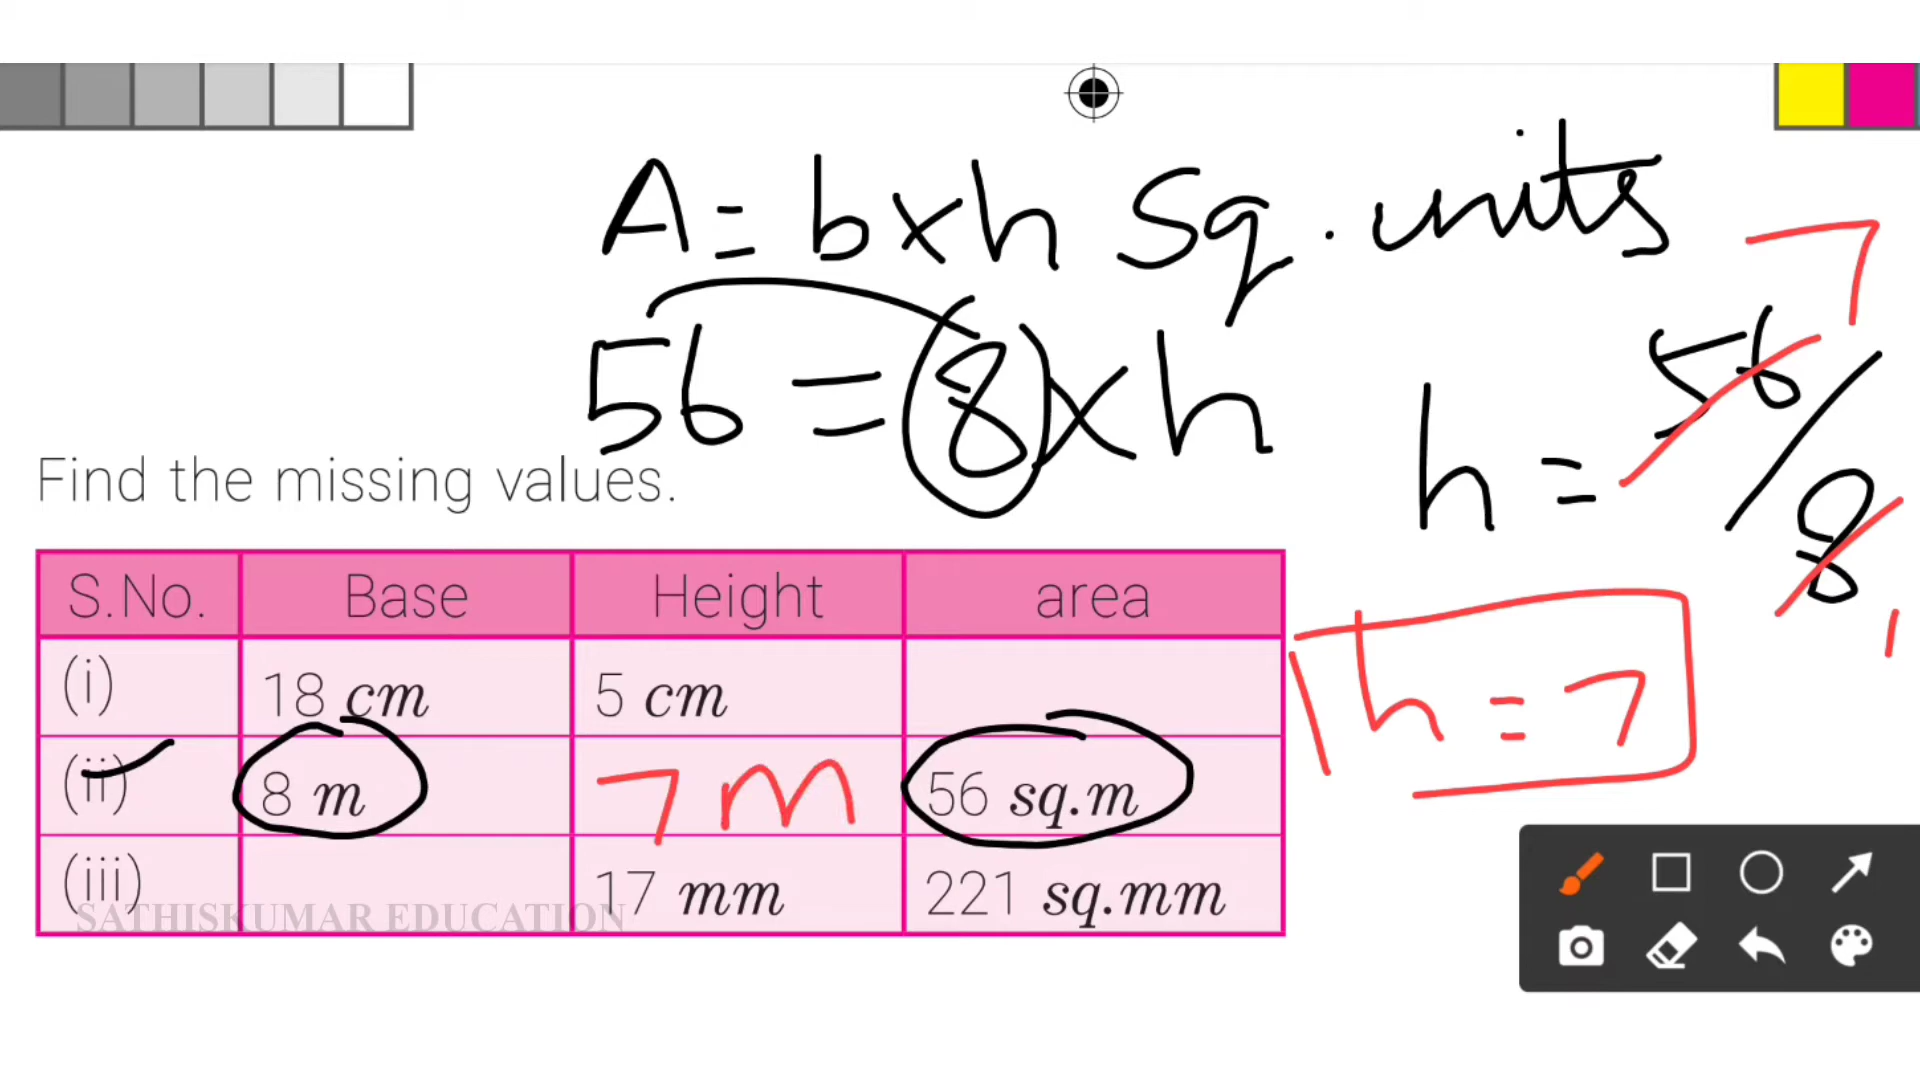 A = b x h Sq. units
56 = 8 x h
h = 56/8
7
1
Find the missing values.
S.No. Base Height area
(i) 18 cm 5 cm
(ii) 8 m 7 m 56 sq.m
(iii) 17 mm 221 sq.mm
h = 7
SATHISKUMAR EDUCATION